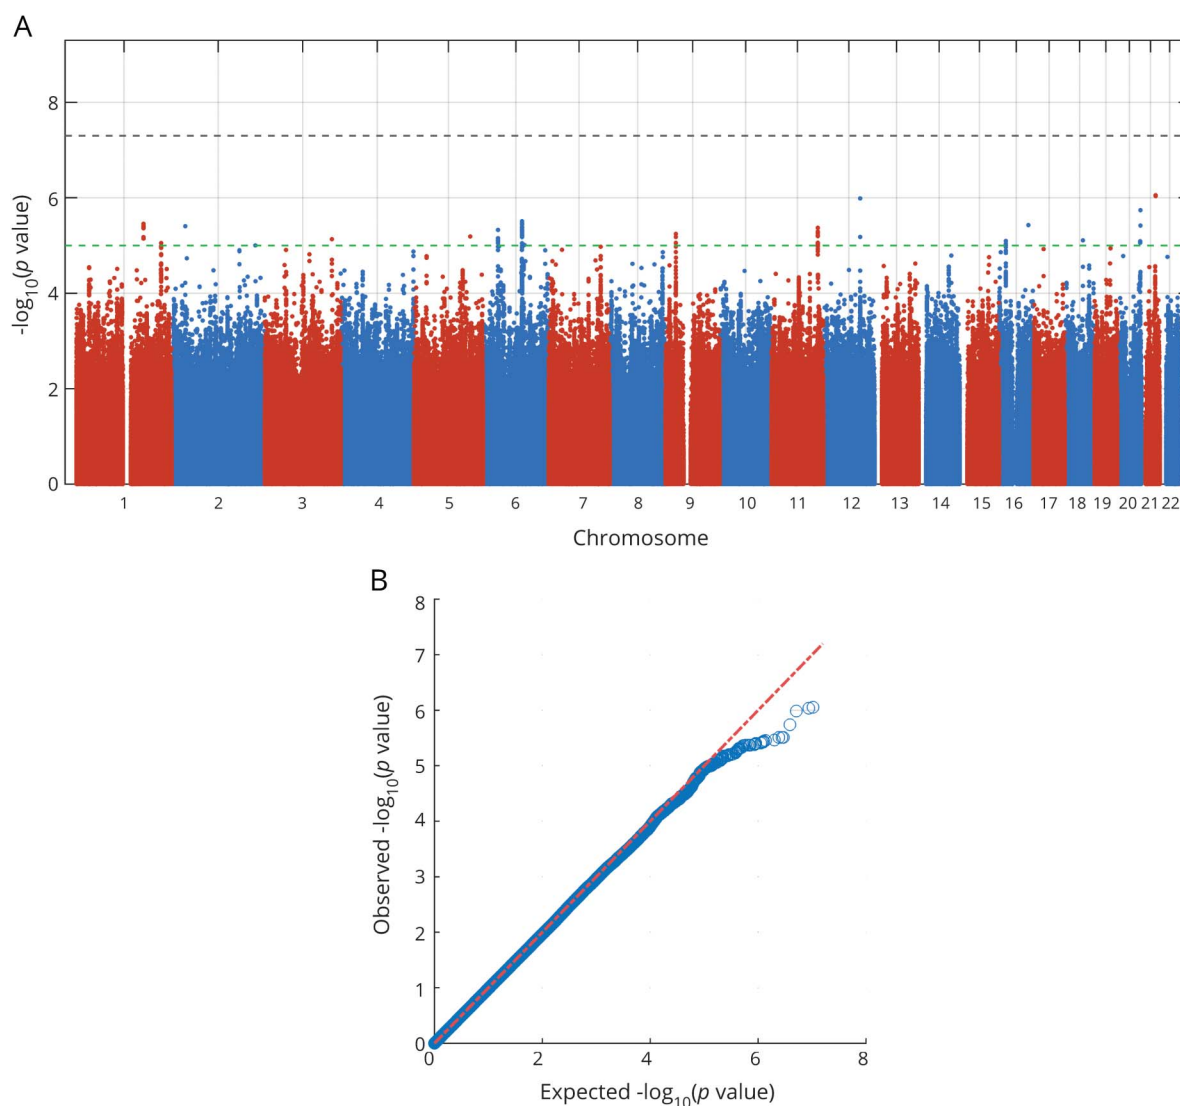 A
8
6
4
2
0
-log10(p value)
1 2 3 4 5 6 7 8 9 10 11 12 13 14 15 16 17 18 19 20 21 22
Chromosome
B
8
7
6
5
4
3
2
1
0
Observed -log10(p value)
0 2 4 6 8
Expected -log10(p value)